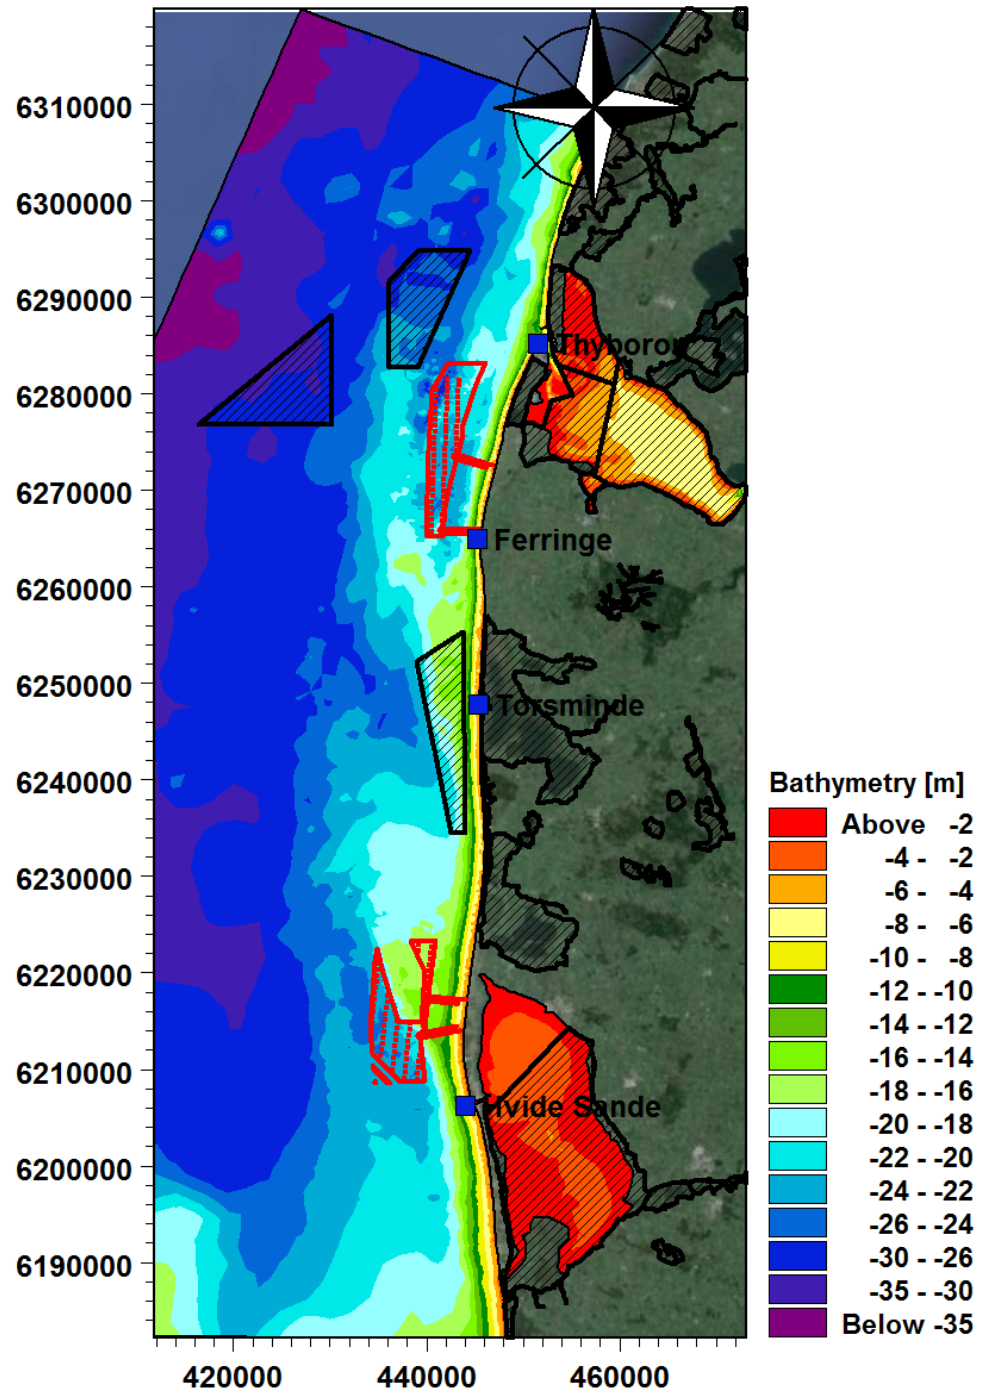 6310000
6300000
6290000
Thyboron
6280000
6270000
Ferringe
6260000
6250000
Torsminde
6240000
6230000
6220000
6210000
Hvide Sande
6200000
6190000
420000 440000 460000
Bathymetry [m]
Above -2
-4 - -2
-6 - -4
-8 - -6
-10 - -8
-12 - -10
-14 - -12
-16 - -14
-18 - -16
-20 - -18
-22 - -20
-24 - -22
-26 - -24
-30 - -26
-35 - -30
Below -35